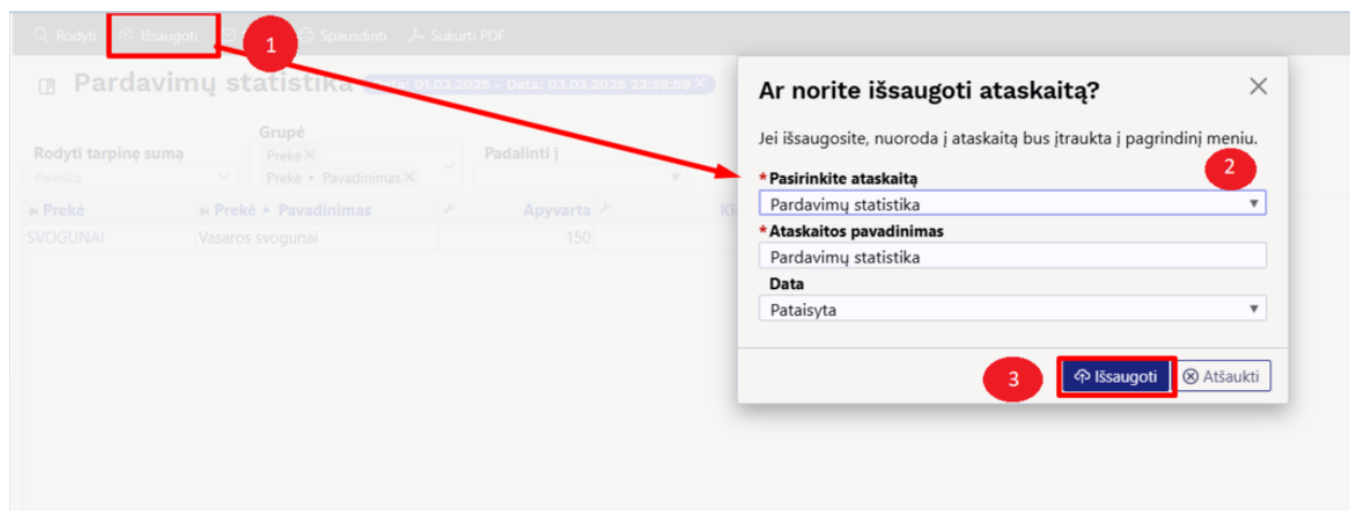 Rodyti Išsaugoti Spausdinti Sukurti PDF
1
Pardavimų statistika Data: 01.03.2025 - Data: 03.03.2025 23:59:59 ×
Grupė
Rodyti tarpinę sumą Prekė × Padalinti į
Paieška Prekė ▸ Pavadinimas ×
Prekė Prekė ▸ Pavadinimas Apyvarta
SVOGUNAI Vasaros svogunai 150
Ar norite išsaugoti ataskaitą?
Jei išsaugosite, nuoroda į ataskaitą bus įtraukta į pagrindinį meniu.
2
*Pasirinkite ataskaitą
Pardavimų statistika
*Ataskaitos pavadinimas
Pardavimų statistika
Data
Pataisyta
3 Išsaugoti Atšaukti